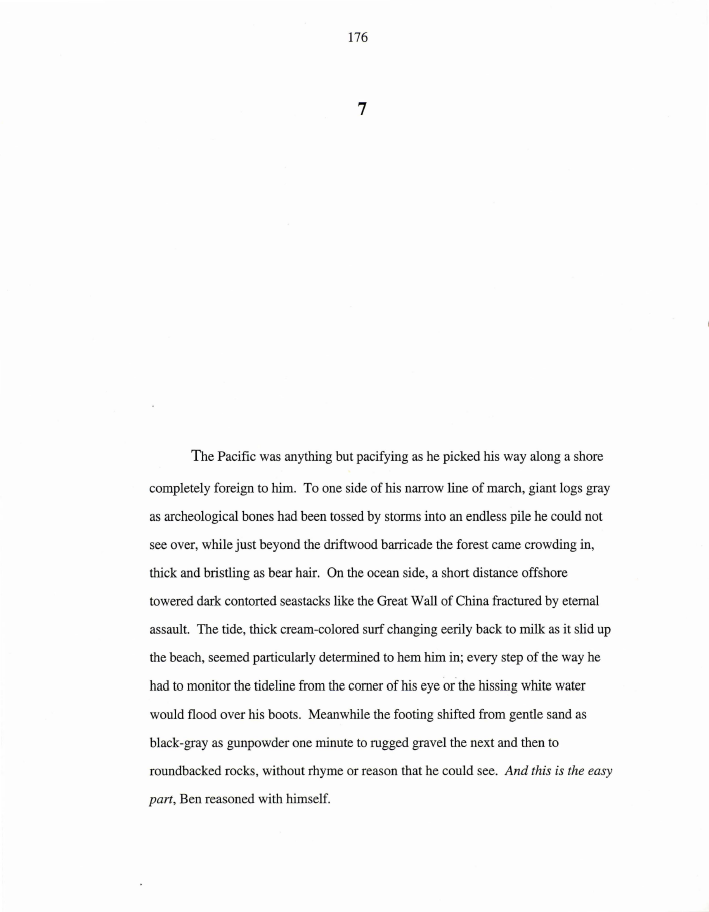 176
7
The Pacific was anything but pacifying as he picked his way along a shore
completely foreign to him. To one side of his narrow line of march, giant logs gray
as archeological bones had been tossed by storms into an endless pile he could not
see over, while just beyond the driftwood barricade the forest came crowding in,
thick and bristling as bear hair. On the ocean side, a short distance offshore
towered dark contorted seastacks like the Great Wall of China fractured by eternal
assault. The tide, thick cream-colored surf changing eerily back to milk as it slid up
the beach, seemed particularly determined to hem him in; every step of the way he
had to monitor the tideline from the corner of his eye or the hissing white water
would flood over his boots. Meanwhile the footing shifted from gentle sand as
black-gray as gunpowder one minute to rugged gravel the next and then to
roundbacked rocks, without rhyme or reason that he could see. And this is the easy
part, Ben reasoned with himself.